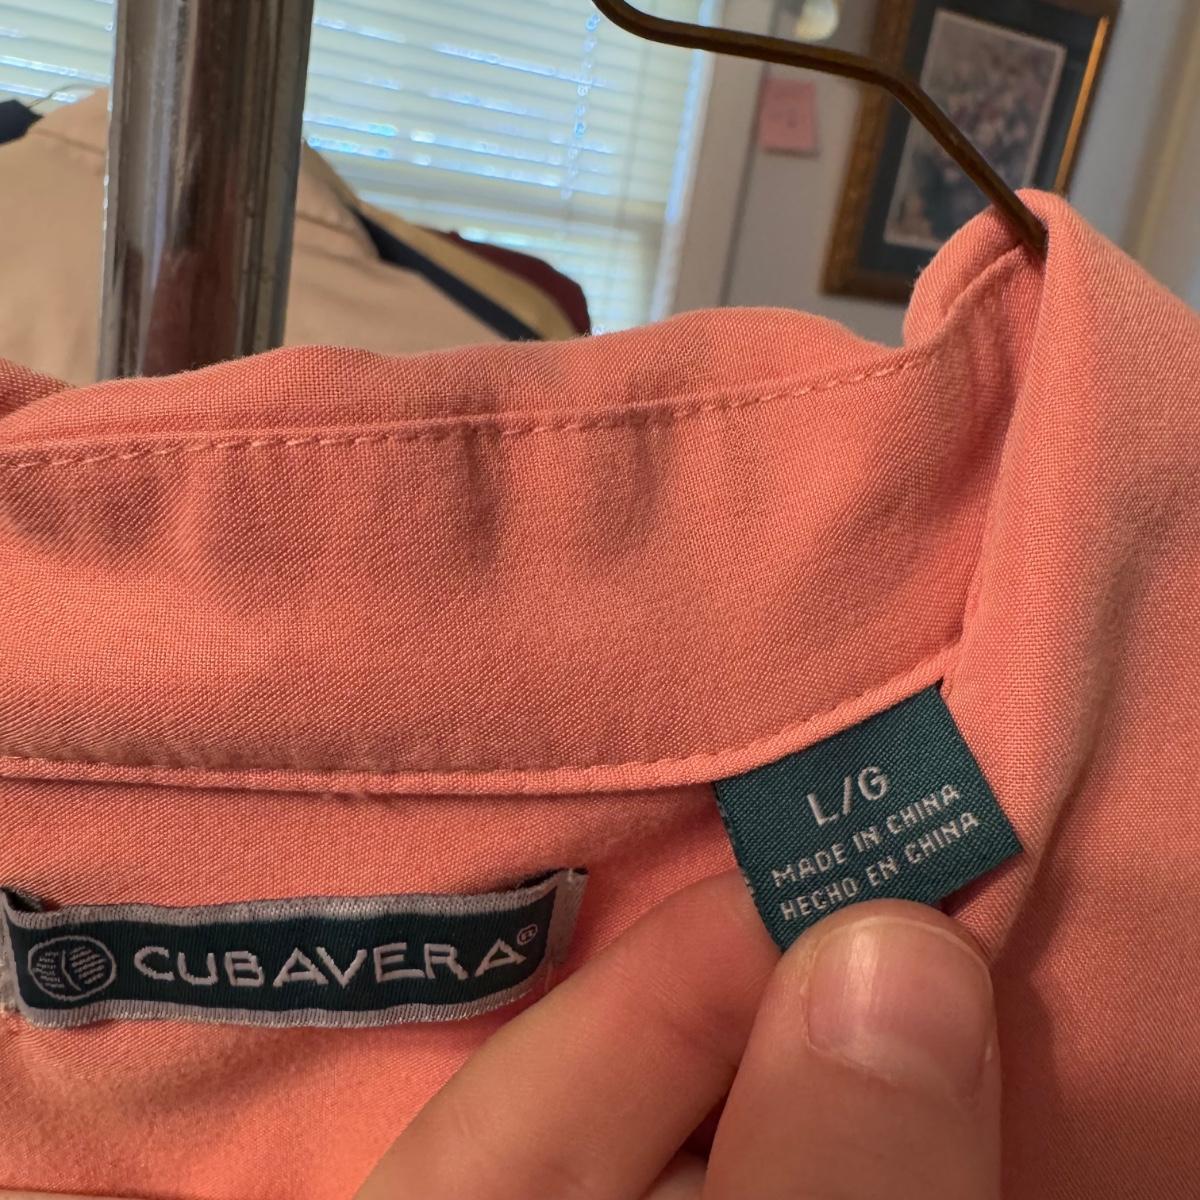 L/G
MADE IN CHINA
HECHO EN CHINA
CUBAVERA®